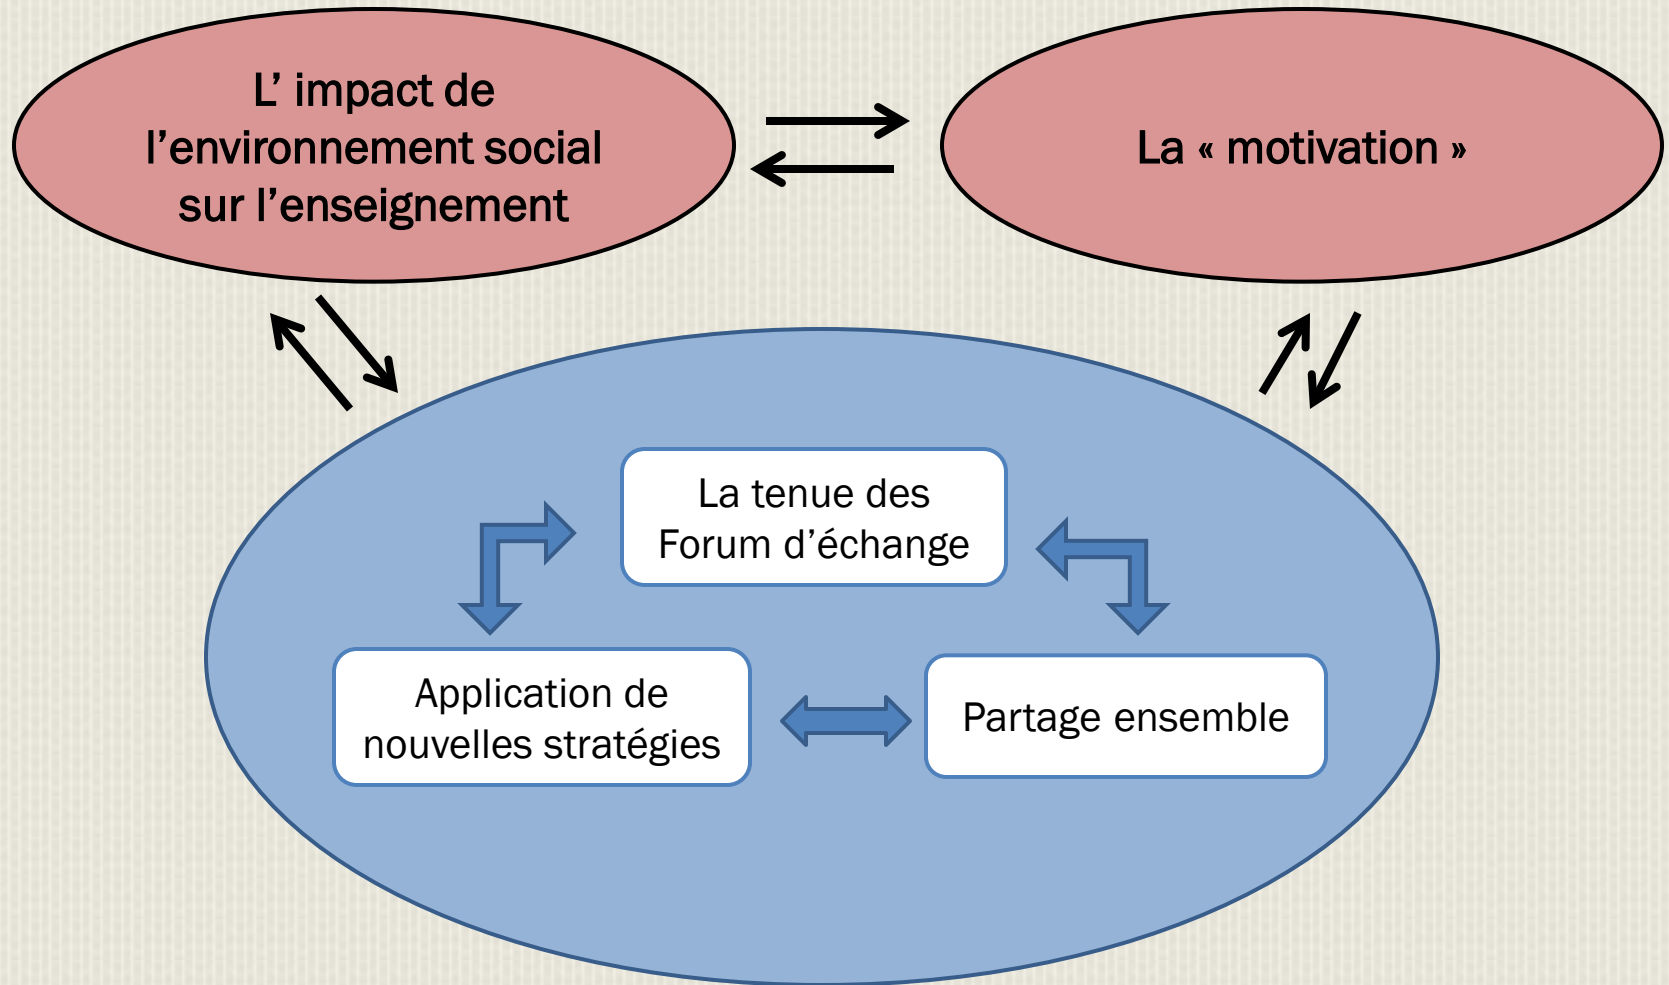 L’ impact de
l’environnement social
sur l’enseignement
La « motivation »
La tenue des
Forum d’échange
Application de
nouvelles stratégies
Partage ensemble